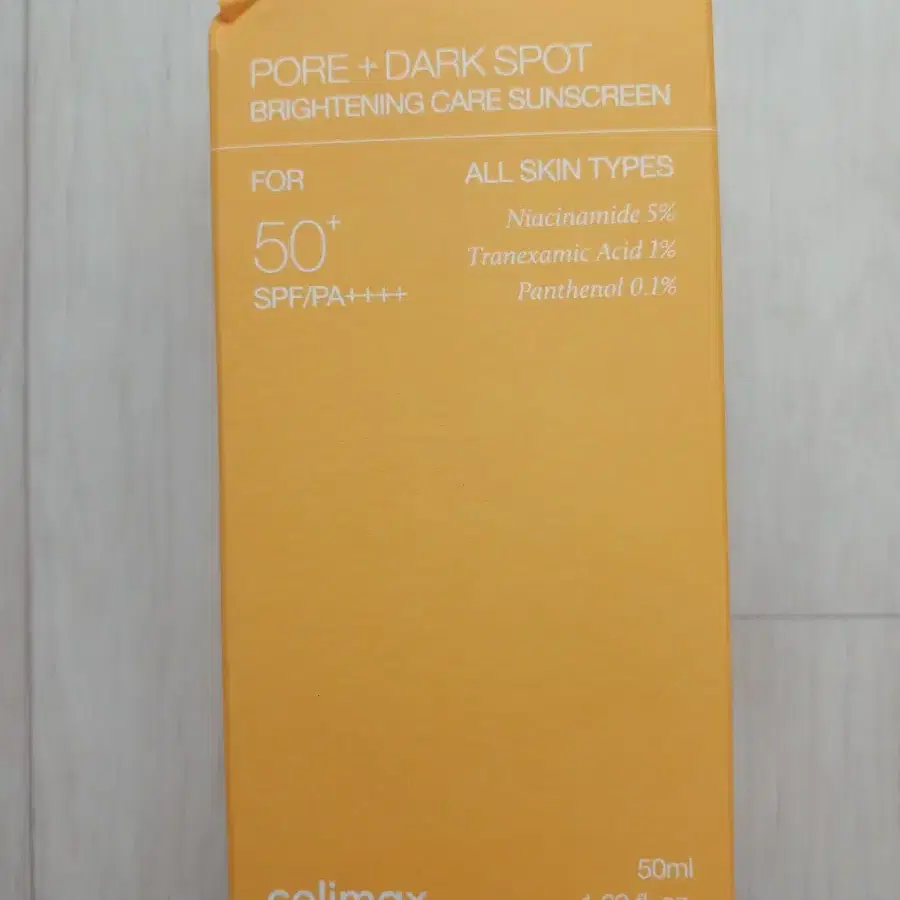 PORE + DARK SPOT
BRIGHTENING CARE SUNSCREEN
FOR
ALL SKIN TYPES
50+
SPF/PA++++
Niacinamide 5%
Tranexamic Acid 1%
Panthenol 0.1%
50ml
celimax